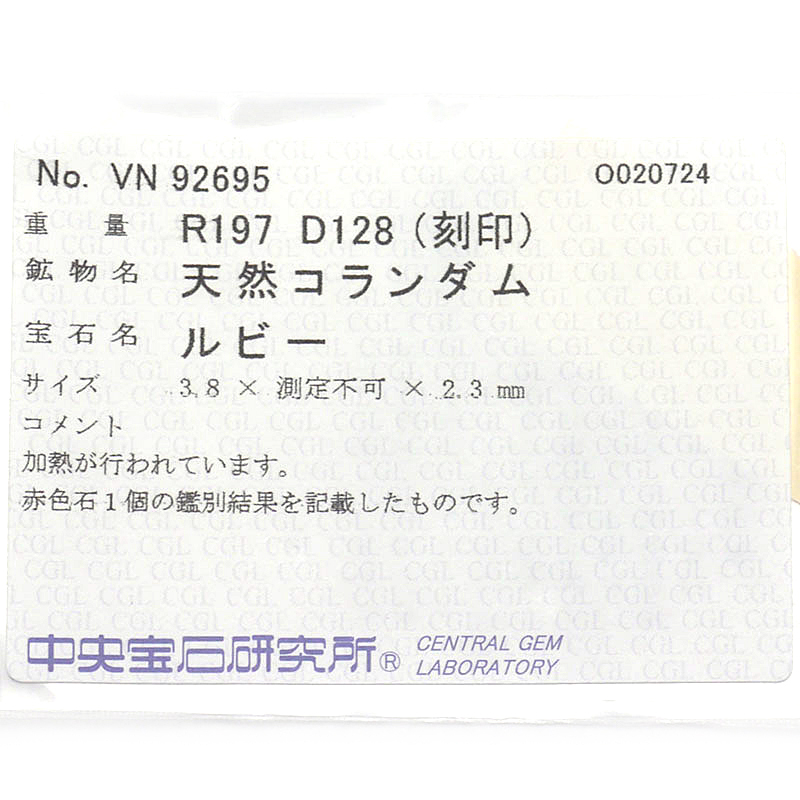 No. VN 92695 O020724
重量 R197 D128 (刻印)
鉱物名 天然コランダム
宝石名 ルビー
サイズ 3.8 × 測定不可 × 2.3 mm
コメント
加熱が行われています。
赤色石1個の鑑別結果を記載したものです。
中央宝石研究所® CENTRAL GEM
LABORATORY